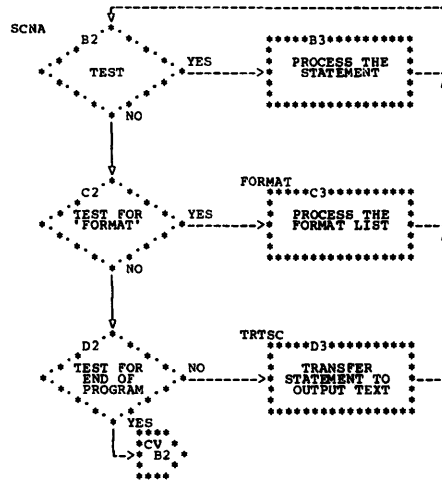 SCNA
B2
TEST
YES
B3
PROCESS THE
STATEMENT
NO
C2
TEST FOR
'FORMAT'
YES
FORMAT
C3
PROCESS THE
FORMAT LIST
NO
D2
TEST FOR
END OF
PROGRAM
NO
TRTSC
D3
TRANSFER
STATEMENT TO
OUTPUT TEXT
YES
CV
B2